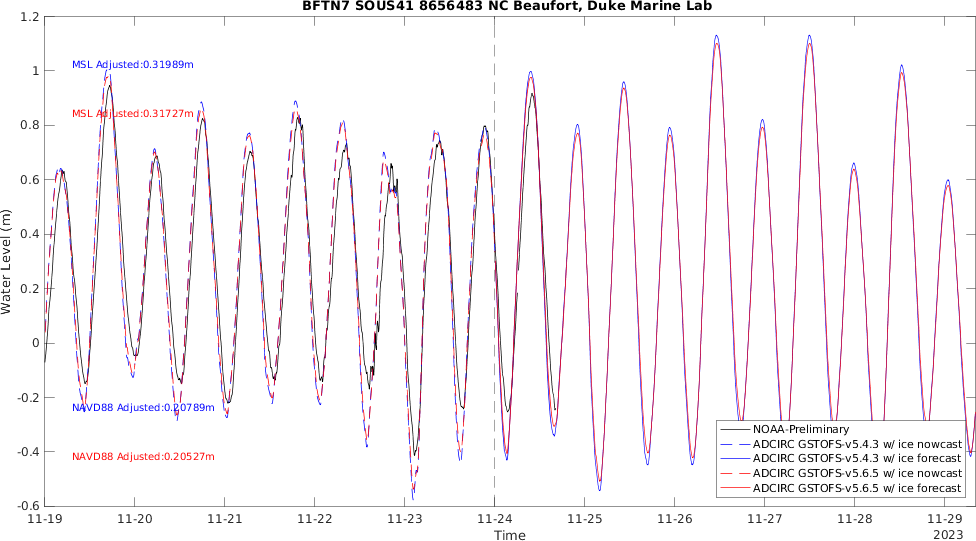 BFTN7 SOUS41 8656483 NC Beaufort, Duke Marine Lab
1.2
1
0.8
0.6
0.4
0.2
0
-0.2
-0.4
-0.6
Water Level (m)
MSL Adjusted:0.31989m
MSL Adjusted:0.31727m
NAVD88 Adjusted:0.20789m
NAVD88 Adjusted:0.20527m
NOAA-Preliminary
ADCIRC GSTOFS-v5.4.3 w/ ice nowcast
ADCIRC GSTOFS-v5.4.3 w/ ice forecast
ADCIRC GSTOFS-v5.6.5 w/ ice nowcast
ADCIRC GSTOFS-v5.6.5 w/ ice forecast
11-19 11-20 11-21 11-22 11-23 11-24 11-25 11-26 11-27 11-28 11-29
Time 2023